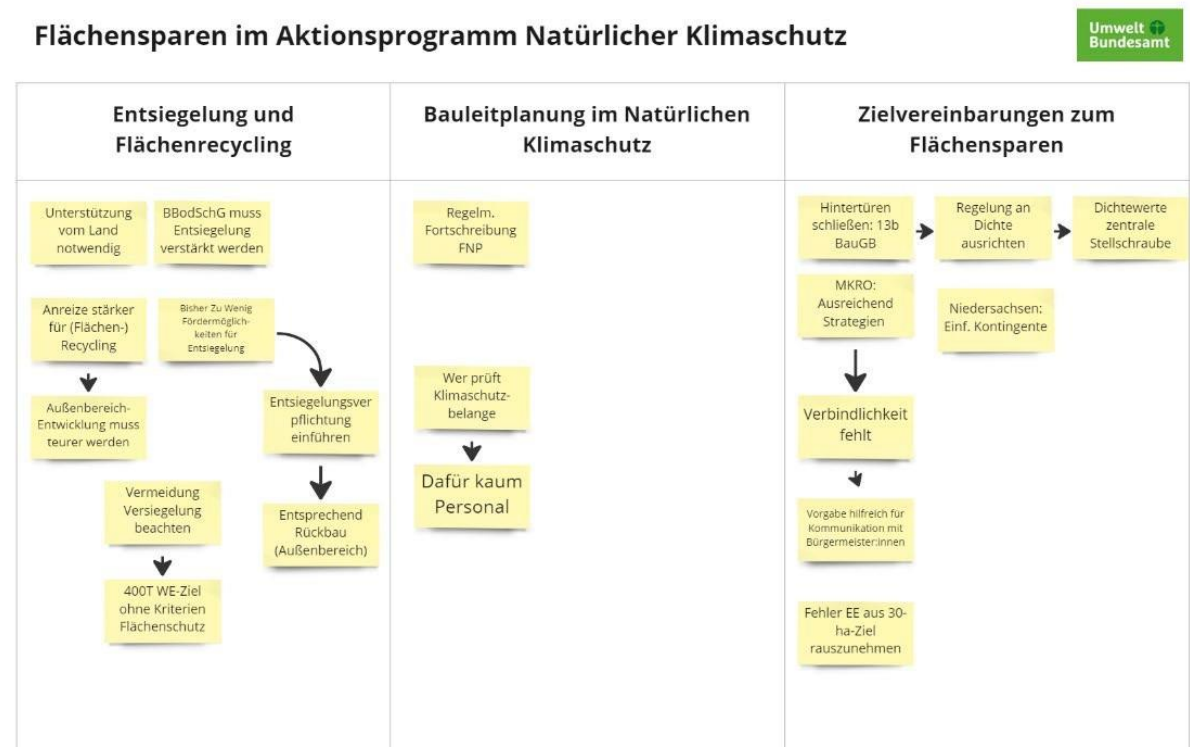 Flächensparen im Aktionsprogramm Natürlicher Klimaschutz
Umwelt
Bundesamt
Entsiegelung und
Flächenrecycling
Unterstützung
vom Land
notwendig
BBodSchG muss
Entsiegelung
verstärkt werden
Anreize stärker
für (Flächen-)
Recycling
Bisher Zu Wenig
Fördermöglich-
keiten für
Entsiegelung
Außenbereich-
Entwicklung muss
teurer werden
Entsiegelungsver
pflichtung
einführen
Vermeidung
Versiegelung
beachten
Entsprechend
Rückbau
(Außenbereich)
400T WE-Ziel
ohne Kriterien
Flächenschutz
Bauleitplanung im Natürlichen
Klimaschutz
Regelm.
Fortschreibung
FNP
Wer prüft
Klimaschutz-
belange
Dafür kaum
Personal
Zielvereinbarungen zum
Flächensparen
Hintertüren
schließen: 13b
BauGB
Regelung an
Dichte
ausrichten
Dichtewerte
zentrale
Stellschraube
MKRO:
Ausreichend
Strategien
Niedersachsen:
Einf. Kontingente
Verbindlichkeit
fehlt
Vorgabe hilfreich für
Kommunikation mit
Bürgermeister:innen
Fehler EE aus 30-
ha-Ziel
rauszunehmen